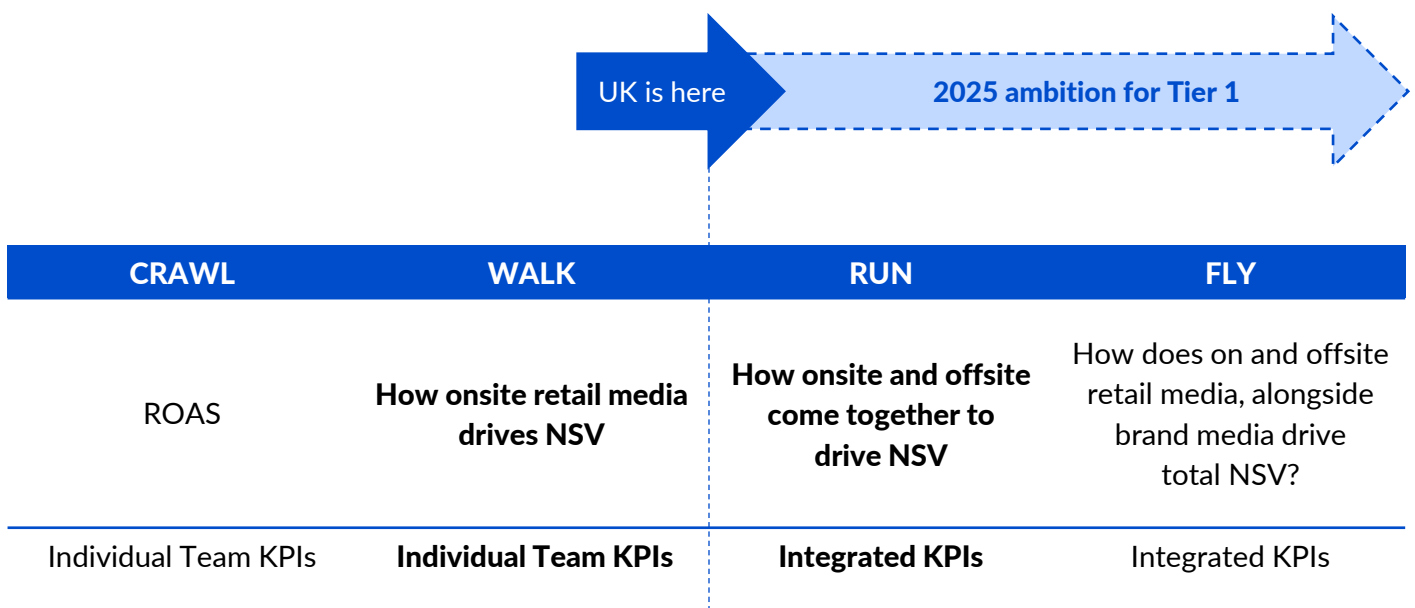 UK is here
2025 ambition for Tier 1
CRAWL
WALK
RUN
FLY
ROAS
How onsite retail media
drives NSV
How onsite and offsite
come together to
drive NSV
How does on and offsite
retail media, alongside
brand media drive
total NSV?
Individual Team KPIs
Individual Team KPIs
Integrated KPIs
Integrated KPIs